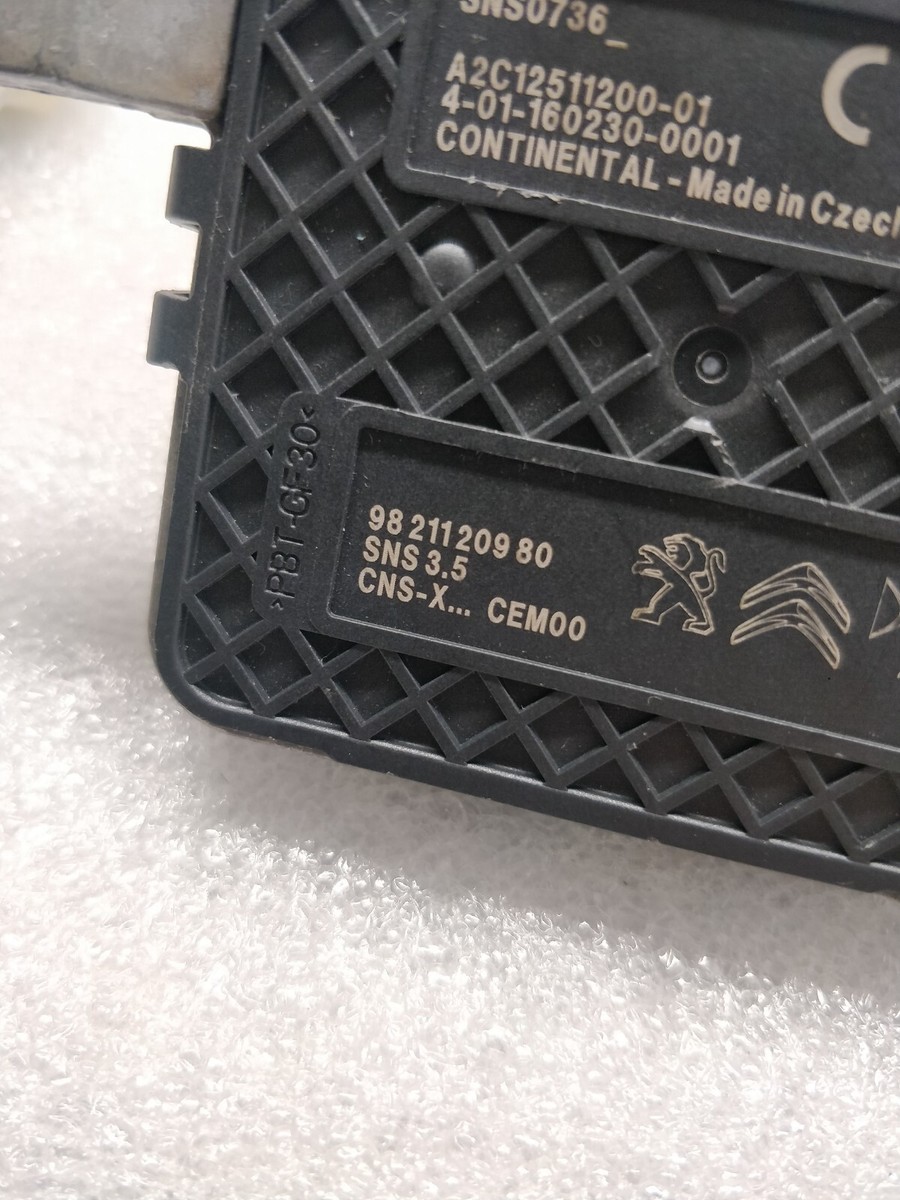 SNS0736_
A2C12511200-01
4-01-160230-0001
CONTINENTAL - Made in Czech
>PBT-GF30<
98 211 209 80
SNS 3.5
CNS-X... CEM00